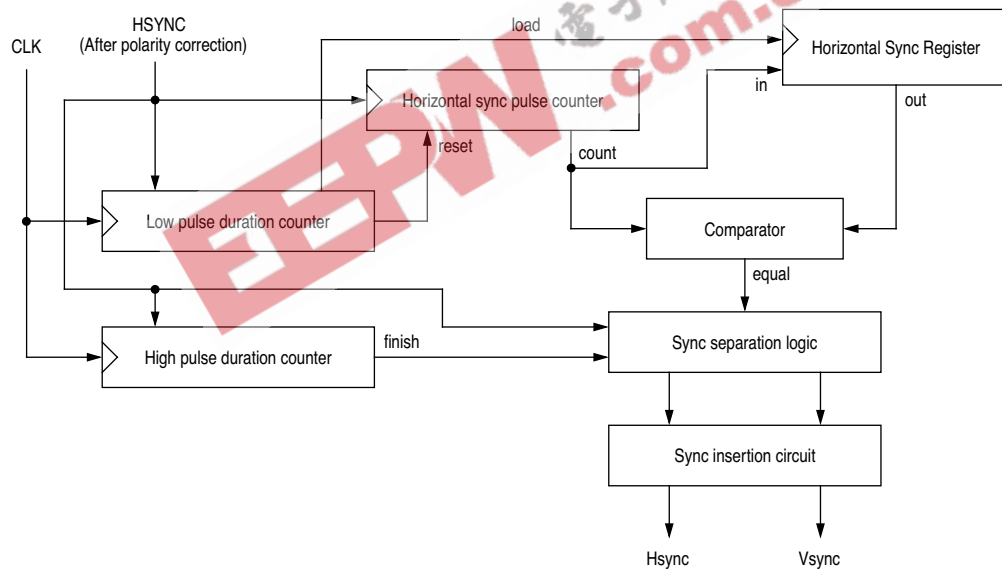 HSYNC
(After polarity correction)
CLK
load
Horizontal Sync Register
Horizontal sync pulse counter
in
out
reset
count
Low pulse duration counter
Comparator
equal
High pulse duration counter
finish
Sync separation logic
Sync insertion circuit
Hsync
Vsync
EEPW
.com.c
電子